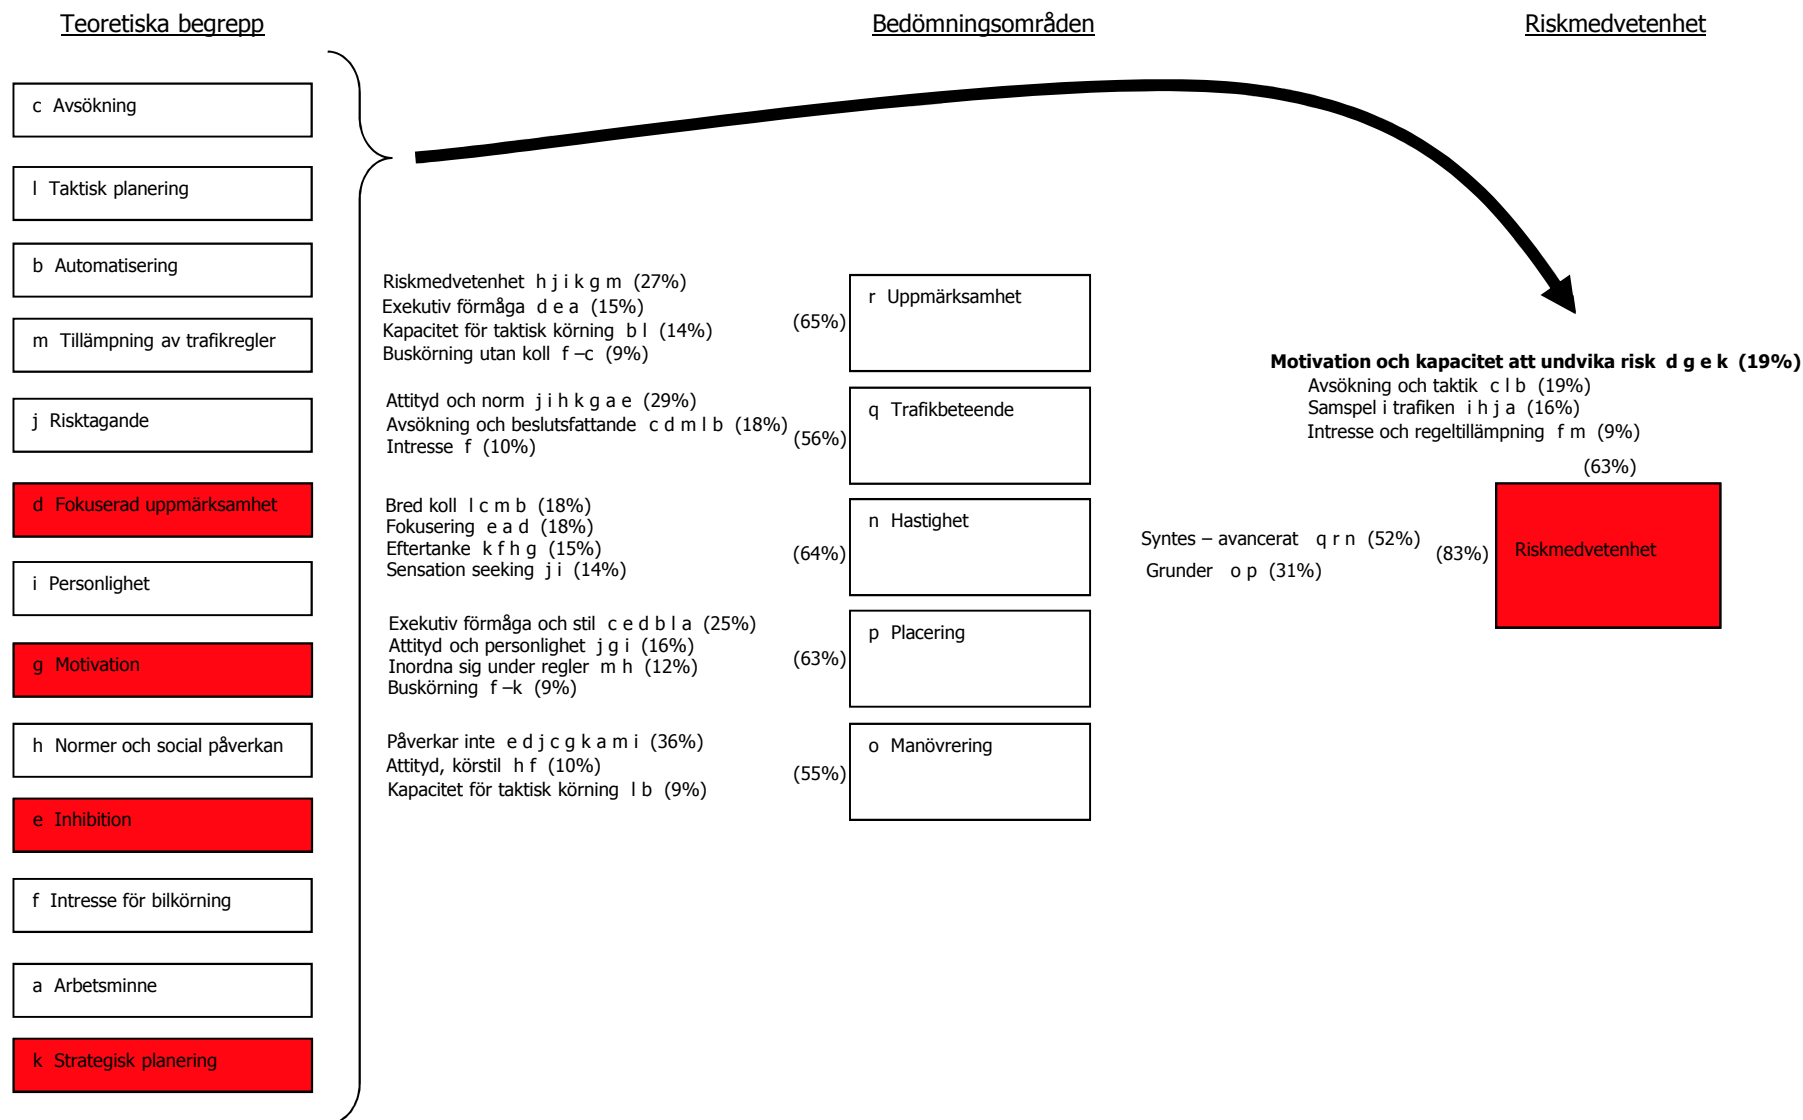 Teoretiska begrepp
Bedömningsområden
Riskmedvetenhet
c Avsökning
l Taktisk planering
b Automatisering
m Tillämpning av trafikregler
j Risktagande
d Fokuserad uppmärksamhet
i Personlighet
g Motivation
h Normer och social påverkan
e Inhibition
f Intresse för bilkörning
a Arbetsminne
k Strategisk planering
Riskmedvetenhet h j i k g m (27%)
Exekutiv förmåga d e a (15%)
Kapacitet för taktisk körning b l (14%)
Buskörning utan koll f –c (9%)
(65%)
r Uppmärksamhet
Attityd och norm j i h k g a e (29%)
Avsökning och beslutsfattande c d m l b (18%)
Intresse f (10%)
(56%)
q Trafikbeteende
Bred koll l c m b (18%)
Fokusering e a d (18%)
Eftertanke k f h g (15%)
Sensation seeking j i (14%)
(64%)
n Hastighet
Exekutiv förmåga och stil c e d b l a (25%)
Attityd och personlighet j g i (16%)
Inordna sig under regler m h (12%)
Buskörning f –k (9%)
(63%)
p Placering
Påverkar inte e d j c g k a m i (36%)
Attityd, körstil h f (10%)
Kapacitet för taktisk körning l b (9%)
(55%)
o Manövrering
Motivation och kapacitet att undvika risk d g e k (19%)
Avsökning och taktik c l b (19%)
Samspel i trafiken i h j a (16%)
Intresse och regeltillämpning f m (9%)
(63%)
Syntes – avancerat q r n (52%)
Grunder o p (31%)
(83%)
Riskmedvetenhet